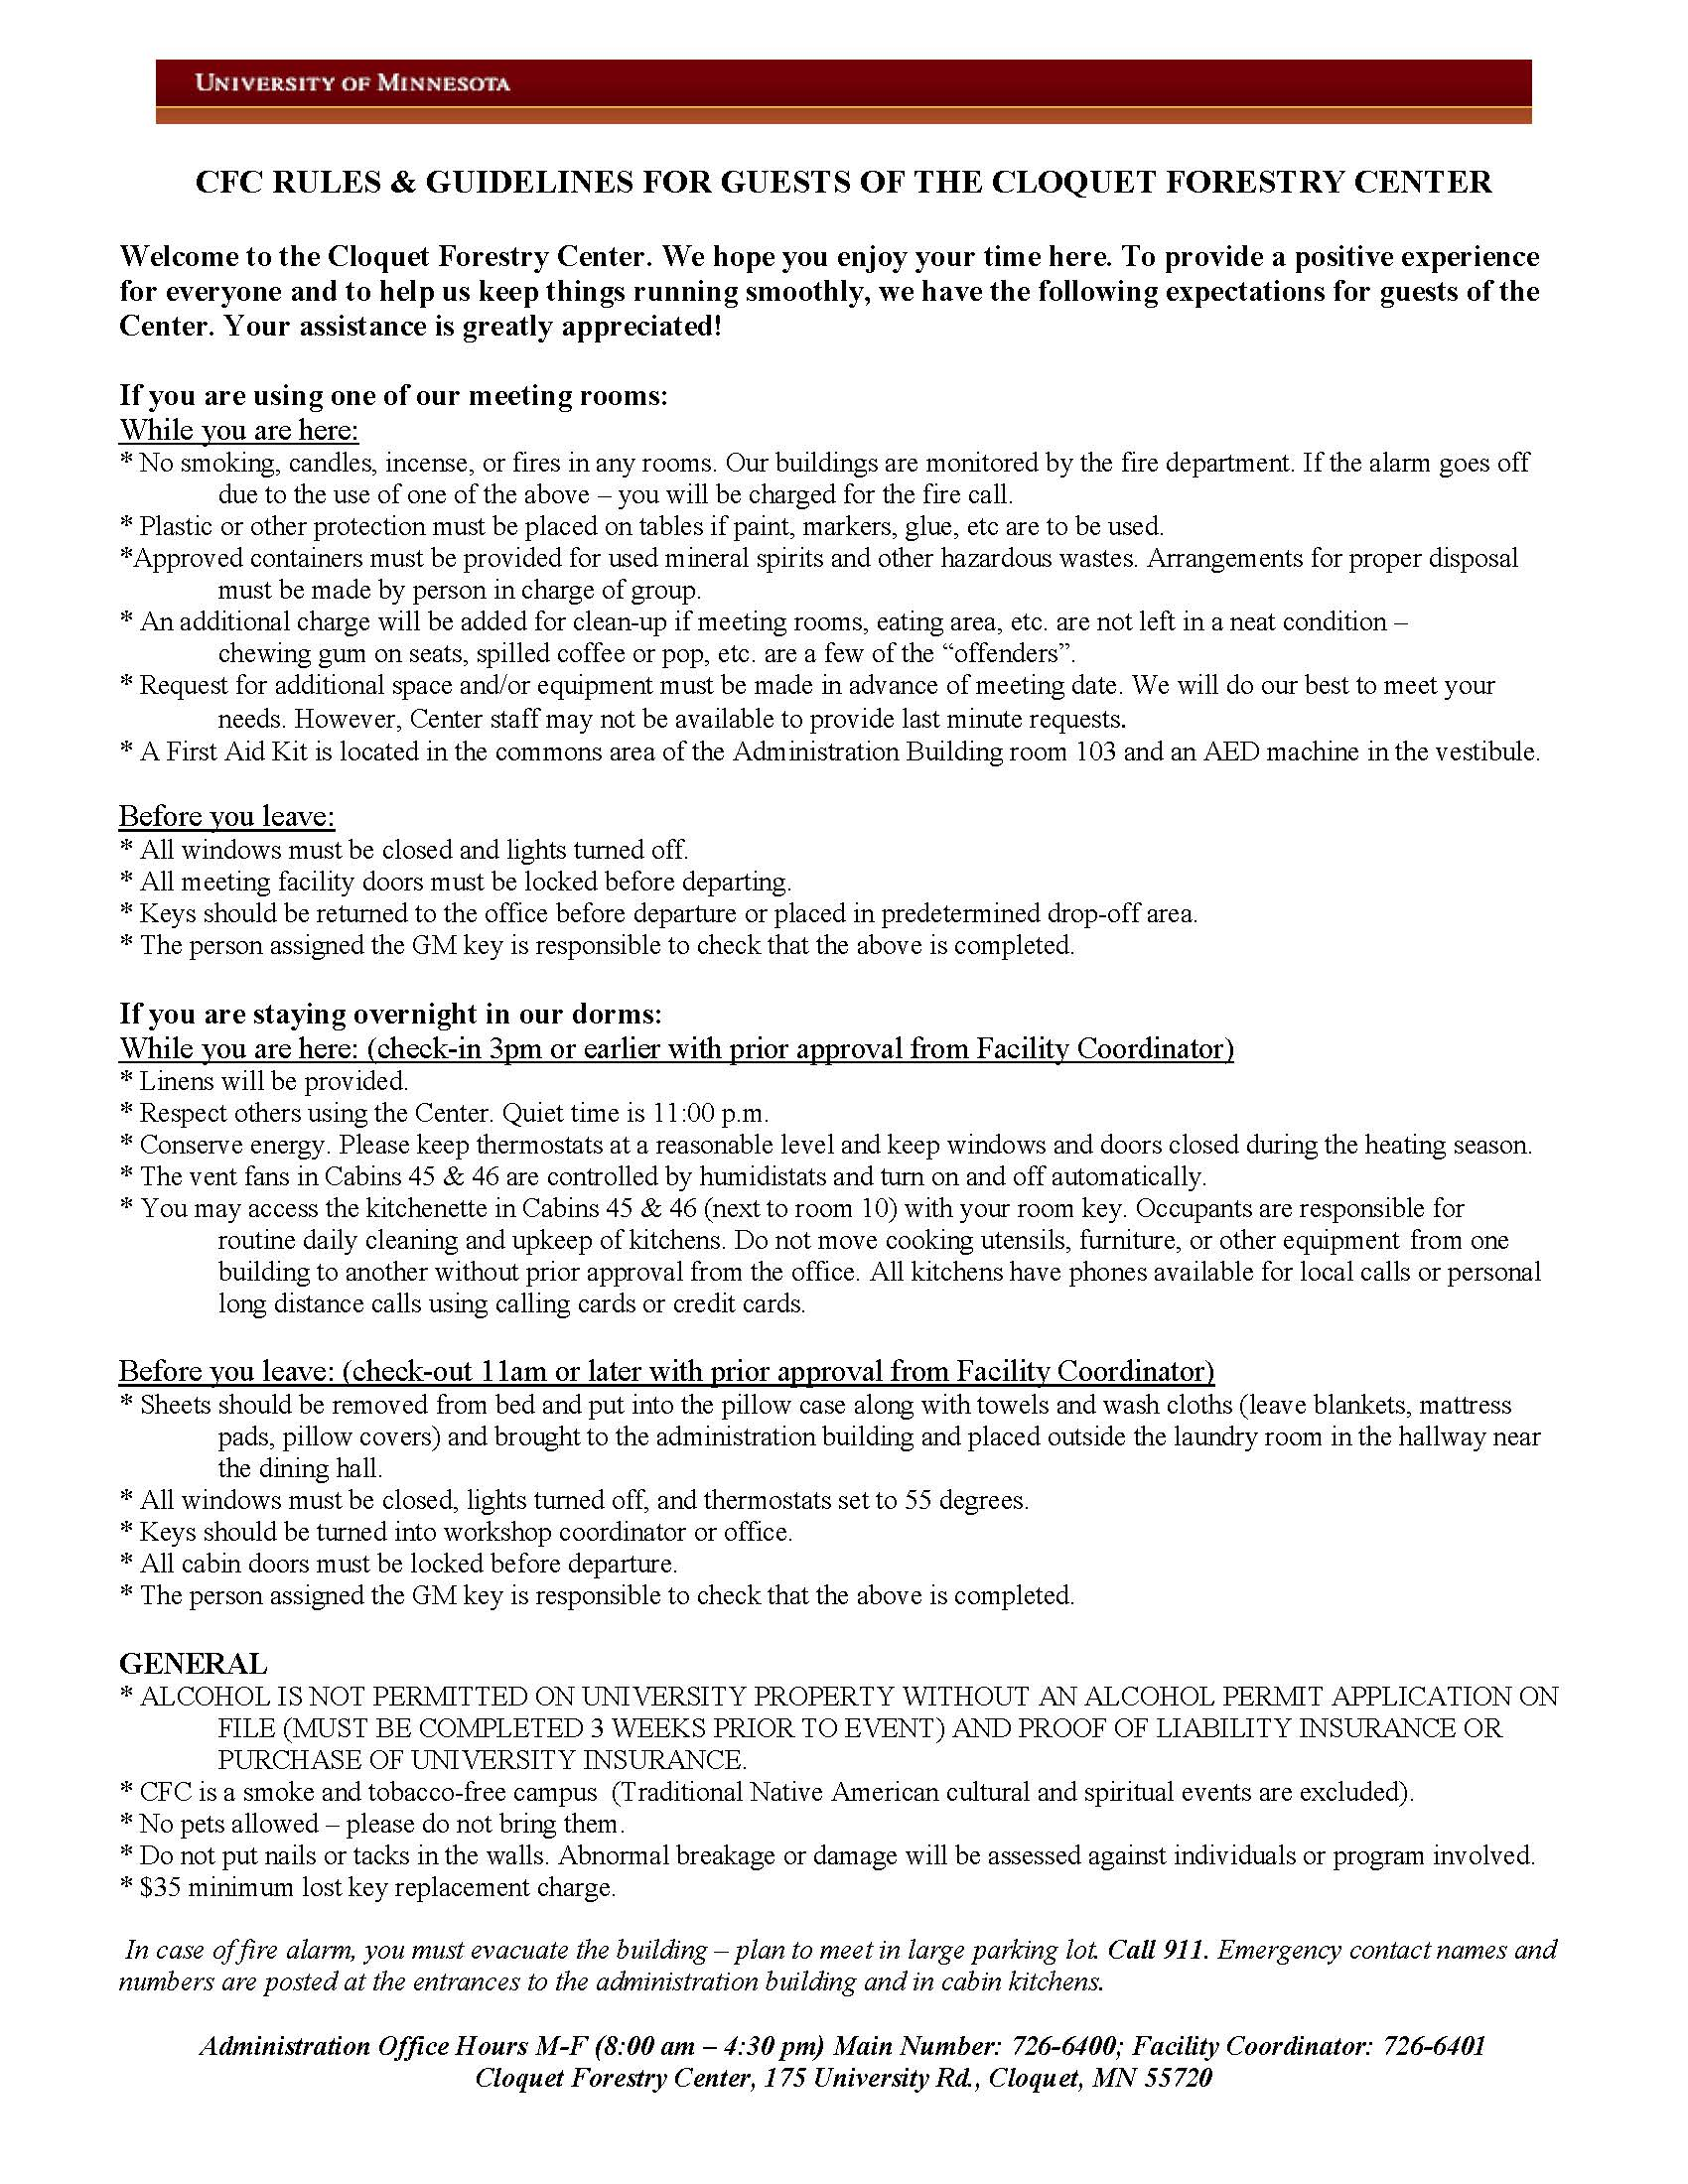 UNIVERSITY OF MINNESOTA
CFC RULES & GUIDELINES FOR GUESTS OF THE CLOQUET FORESTRY CENTER
Welcome to the Cloquet Forestry Center. We hope you enjoy your time here. To provide a positive experience
for everyone and to help us keep things running smoothly, we have the following expectations for guests of the
Center. Your assistance is greatly appreciated!
If you are using one of our meeting rooms:
While you are here:
* No smoking, candles, incense, or fires in any rooms. Our buildings are monitored by the fire department. If the alarm goes off
due to the use of one of the above – you will be charged for the fire call.
* Plastic or other protection must be placed on tables if paint, markers, glue, etc are to be used.
*Approved containers must be provided for used mineral spirits and other hazardous wastes. Arrangements for proper disposal
must be made by person in charge of group.
* An additional charge will be added for clean-up if meeting rooms, eating area, etc. are not left in a neat condition –
chewing gum on seats, spilled coffee or pop, etc. are a few of the “offenders”.
* Request for additional space and/or equipment must be made in advance of meeting date. We will do our best to meet your
needs. However, Center staff may not be available to provide last minute requests.
* A First Aid Kit is located in the commons area of the Administration Building room 103 and an AED machine in the vestibule.
Before you leave:
* All windows must be closed and lights turned off.
* All meeting facility doors must be locked before departing.
* Keys should be returned to the office before departure or placed in predetermined drop-off area.
* The person assigned the GM key is responsible to check that the above is completed.
If you are staying overnight in our dorms:
While you are here: (check-in 3pm or earlier with prior approval from Facility Coordinator)
* Linens will be provided.
* Respect others using the Center. Quiet time is 11:00 p.m.
* Conserve energy. Please keep thermostats at a reasonable level and keep windows and doors closed during the heating season.
* The vent fans in Cabins 45 & 46 are controlled by humidistats and turn on and off automatically.
* You may access the kitchenette in Cabins 45 & 46 (next to room 10) with your room key. Occupants are responsible for
routine daily cleaning and upkeep of kitchens. Do not move cooking utensils, furniture, or other equipment from one
building to another without prior approval from the office. All kitchens have phones available for local calls or personal
long distance calls using calling cards or credit cards.
Before you leave: (check-out 11am or later with prior approval from Facility Coordinator)
* Sheets should be removed from bed and put into the pillow case along with towels and wash cloths (leave blankets, mattress
pads, pillow covers) and brought to the administration building and placed outside the laundry room in the hallway near
the dining hall.
* All windows must be closed, lights turned off, and thermostats set to 55 degrees.
* Keys should be turned into workshop coordinator or office.
* All cabin doors must be locked before departure.
* The person assigned the GM key is responsible to check that the above is completed.
GENERAL
* ALCOHOL IS NOT PERMITTED ON UNIVERSITY PROPERTY WITHOUT AN ALCOHOL PERMIT APPLICATION ON
FILE (MUST BE COMPLETED 3 WEEKS PRIOR TO EVENT) AND PROOF OF LIABILITY INSURANCE OR
PURCHASE OF UNIVERSITY INSURANCE.
* CFC is a smoke and tobacco-free campus (Traditional Native American cultural and spiritual events are excluded).
* No pets allowed – please do not bring them.
* Do not put nails or tacks in the walls. Abnormal breakage or damage will be assessed against individuals or program involved.
* $35 minimum lost key replacement charge.
In case of fire alarm, you must evacuate the building – plan to meet in large parking lot. Call 911. Emergency contact names and
numbers are posted at the entrances to the administration building and in cabin kitchens.
Administration Office Hours M-F (8:00 am – 4:30 pm) Main Number: 726-6400; Facility Coordinator: 726-6401
Cloquet Forestry Center, 175 University Rd., Cloquet, MN 55720